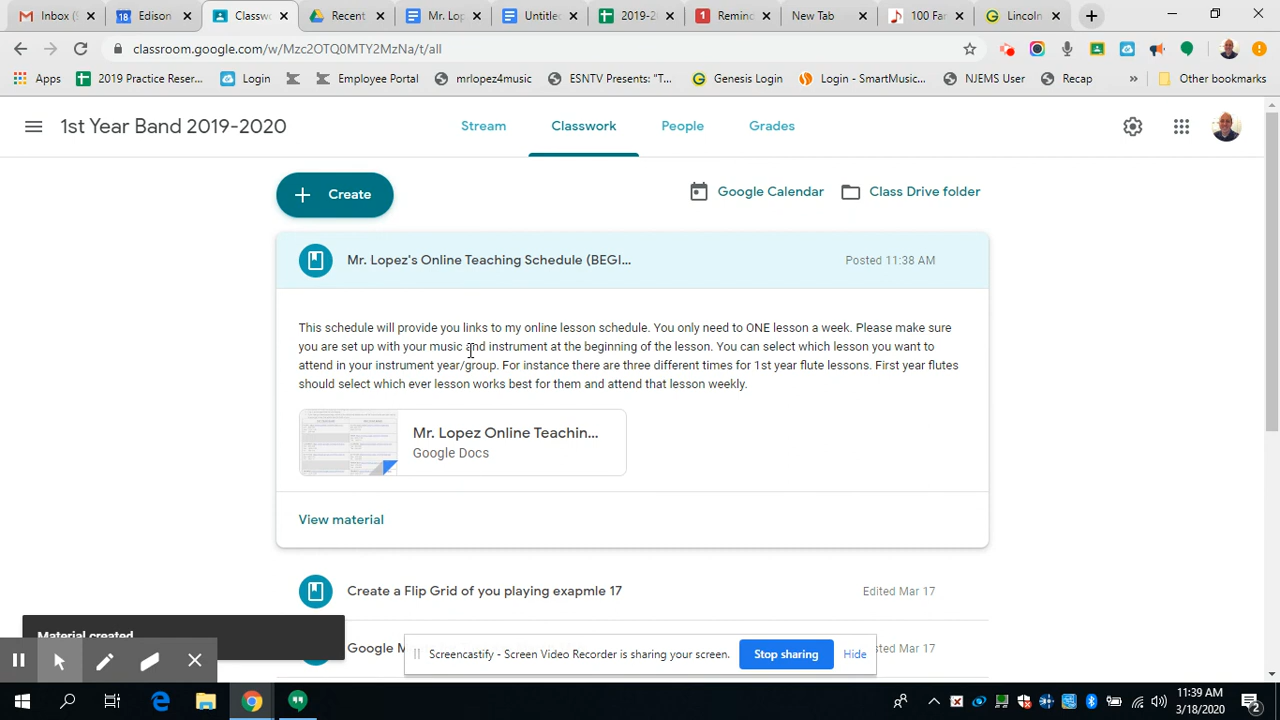 Inbox (S
Edison
Classwo
Recent
Mr. Lop
Untitle
2019-2
Remin
New Tab
100 Far
Lincoln
classroom.google.com/w/Mzc2OTQ0MTY2MzNa/t/all
Apps
2019 Practice Reser...
Login
Employee Portal
mrlopez4music
ESNTV Presents: "T...
Genesis Login
Login - SmartMusic...
NJEMS User
Recap
»
Other bookmarks
1st Year Band 2019-2020
Stream
Classwork
People
Grades
Create
Google Calendar
Class Drive folder
Mr. Lopez's Online Teaching Schedule (BEGI...
Posted 11:38 AM
This schedule will provide you links to my online lesson schedule. You only need to ONE lesson a week. Please make sure
you are set up with your music and instrument at the beginning of the lesson. You can select which lesson you want to
attend in your instrument year/group. For instance there are three different times for 1st year flute lessons. First year flutes
should select which ever lesson works best for them and attend that lesson weekly.
Mr. Lopez Online Teachin...
Google Docs
View material
Create a Flip Grid of you playing exapmle 17
Edited Mar 17
Material created
Google M
sted Mar 17
Screencastify - Screen Video Recorder is sharing your screen.
Stop sharing
Hide
11:39 AM
3/18/2020
2